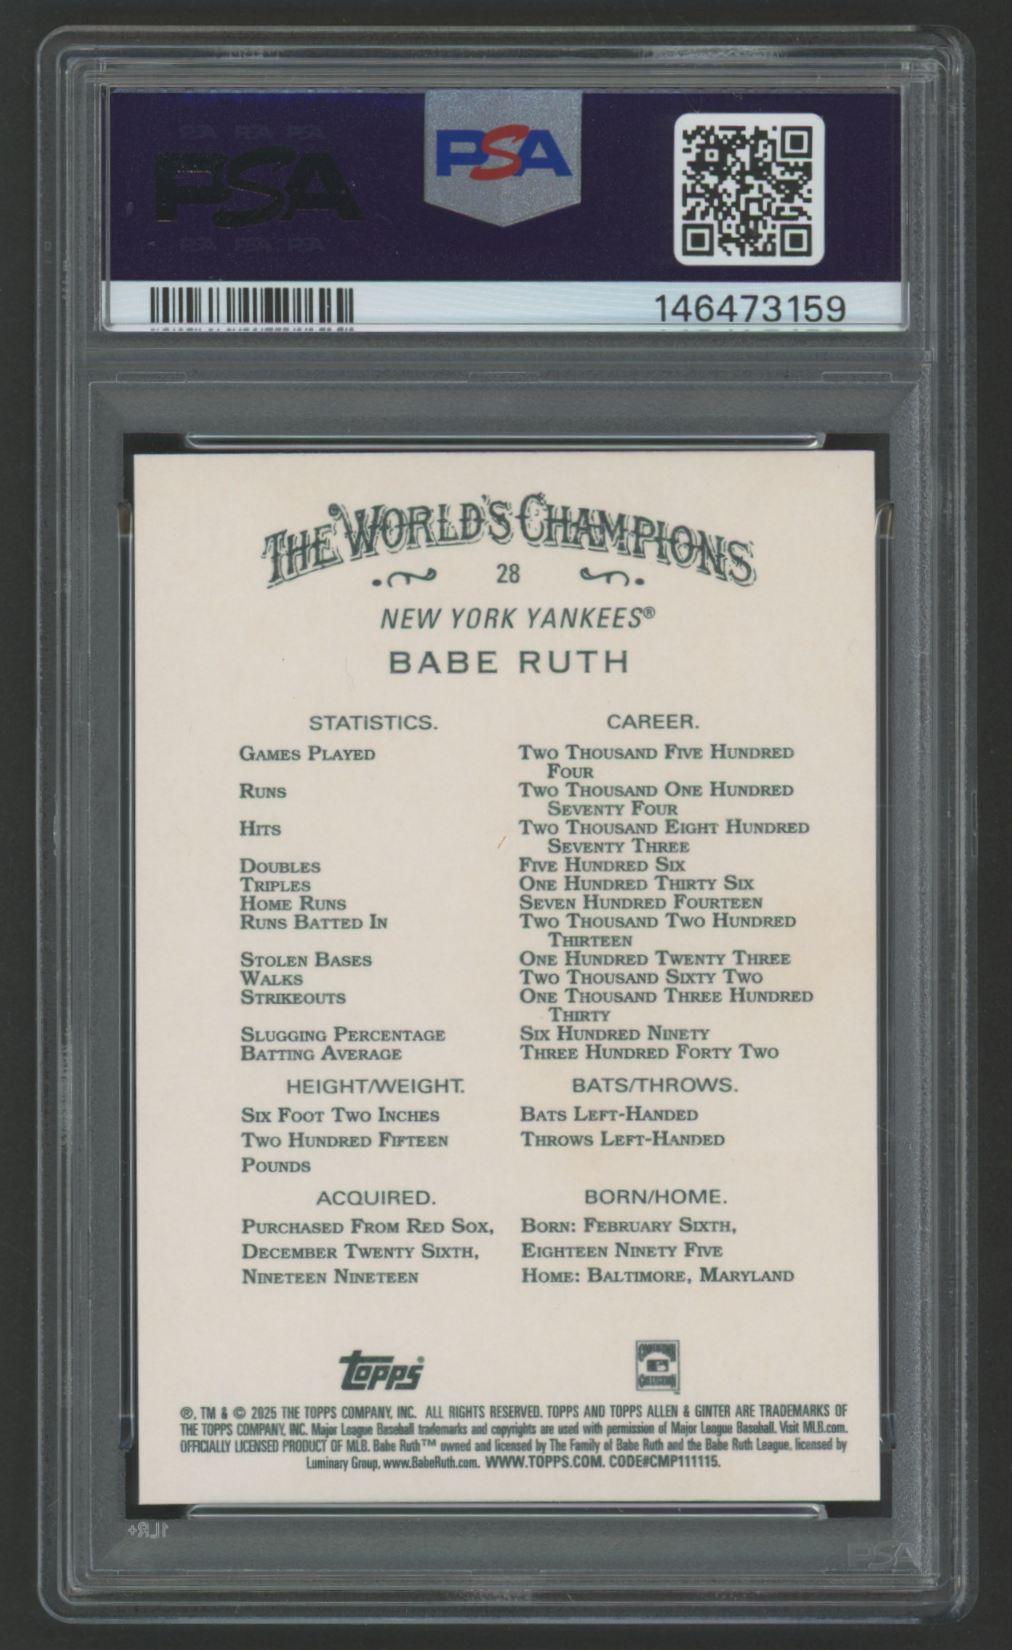 PSA PSA PSA
PSA
PSA
PSA PSA PSA
146473159
THE WORLD'S CHAMPIONS
28
NEW YORK YANKEES®
BABE RUTH
STATISTICS. CAREER.
GAMES PLAYED TWO THOUSAND FIVE HUNDRED
FOUR
RUNS TWO THOUSAND ONE HUNDRED
SEVENTY FOUR
HITS TWO THOUSAND EIGHT HUNDRED
SEVENTY THREE
DOUBLES FIVE HUNDRED SIX
TRIPLES ONE HUNDRED THIRTY SIX
HOME RUNS SEVEN HUNDRED FOURTEEN
RUNS BATTED IN TWO THOUSAND TWO HUNDRED
THIRTEEN
STOLEN BASES ONE HUNDRED TWENTY THREE
WALKS TWO THOUSAND SIXTY TWO
STRIKEOUTS ONE THOUSAND THREE HUNDRED
THIRTY
SLUGGING PERCENTAGE SIX HUNDRED NINETY
BATTING AVERAGE THREE HUNDRED FORTY TWO
HEIGHT/WEIGHT. BATS/THROWS.
SIX FOOT TWO INCHES BATS LEFT-HANDED
TWO HUNDRED FIFTEEN THROWS LEFT-HANDED
POUNDS
ACQUIRED. BORN/HOME.
PURCHASED FROM RED SOX, BORN: FEBRUARY SIXTH,
DECEMBER TWENTY SIXTH, EIGHTEEN NINETY FIVE
NINETEEN NINETEEN HOME: BALTIMORE, MARYLAND
Topps COOPERSTOWN COLLECTION
®, TM & © 2025 THE TOPPS COMPANY, INC. ALL RIGHTS RESERVED. TOPPS AND TOPPS ALLEN & GINTER ARE TRADEMARKS OF
THE TOPPS COMPANY, INC. Major League Baseball trademarks and copyrights are used with permission of Major League Baseball. Visit MLB.com.
OFFICIALLY LICENSED PRODUCT OF MLB. Babe Ruth™ owned and licensed by The Family of Babe Ruth and the Babe Ruth League, licensed by
Luminary Group, www.BabeRuth.com. WWW.TOPPS.COM. CODE#CMP111115.
1LR+
PSA